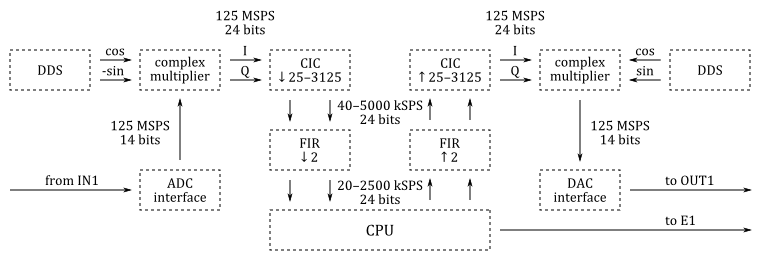 125 MSPS
24 bits
125 MSPS
24 bits
DDS
cos
-sin
complex
multiplier
I
Q
CIC
↓25–3125
CIC
↑25–3125
I
Q
complex
multiplier
cos
sin
DDS
40–5000 kSPS
24 bits
125 MSPS
14 bits
FIR
↓2
FIR
↑2
125 MSPS
14 bits
from IN1
ADC
interface
20–2500 kSPS
24 bits
DAC
interface
to OUT1
CPU
to E1